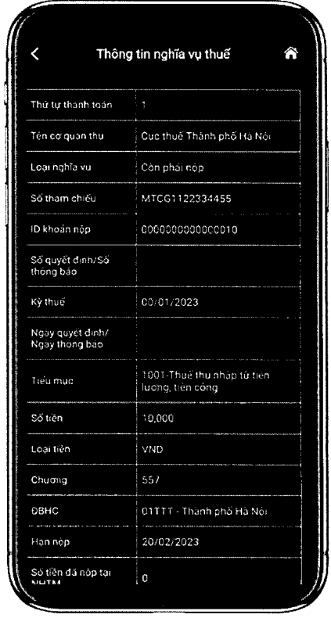 Thông tin nghĩa vụ thuế
Thứ tự thanh toán 1
Tên cơ quan thu Cục thuế Thành phố Hà Nội
Loại nghĩa vụ Còn phải nộp
Số tham chiếu MTCG1122334455
ID khoản nộp 0000000000000010
Số quyết định/Số
thông báo
Kỳ thuế 00/01/2023
Ngày quyết định/
Ngày thông báo
Tiểu mục 1001-Thuế thu nhập từ tiền
lương, tiền công
Số tiền 10,000
Loại tiền VND
Chương 557
ĐBHC 01TTT - Thành phố Hà Nội
Hạn nộp 20/02/2023
Số tiền đã nộp tại 0
NHTM